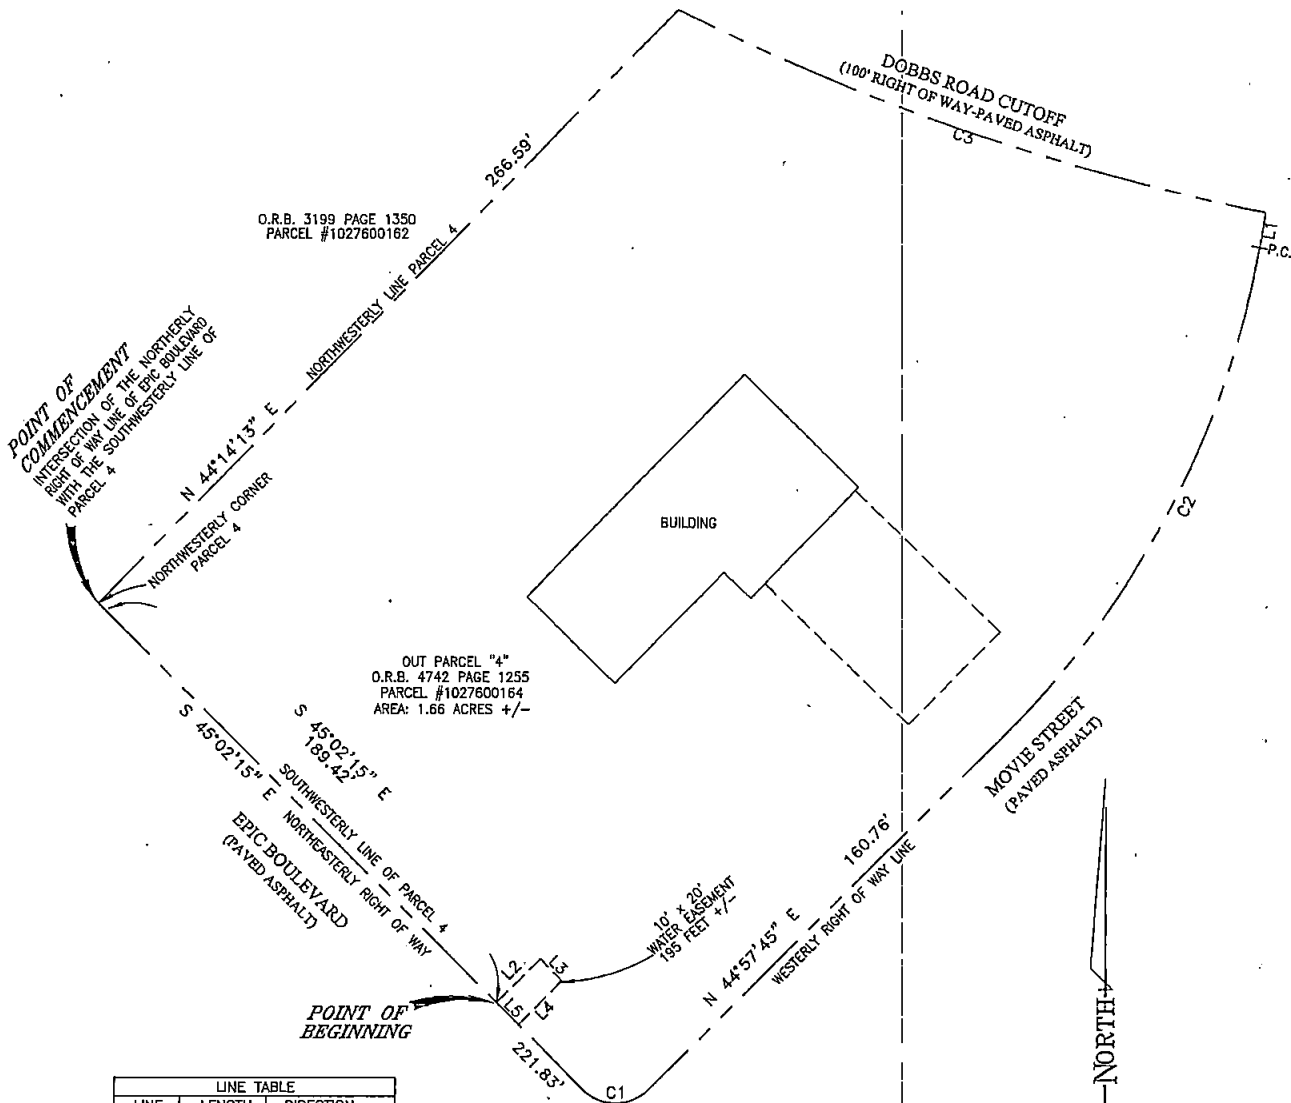 DOBBS ROAD CUTOFF
(100' RIGHT OF WAY-PAVED ASPHALT)
C3
L1
P.C.
266.59'
O.R.B. 3199 PAGE 1350
PARCEL #1027600162
NORTHWESTERLY LINE PARCEL 4
N 44°14'13" E
POINT OF
COMMENCEMENT
INTERSECTION OF THE NORTHERLY
RIGHT OF WAY LINE OF EPIC BOULEVARD
WITH THE SOUTHWESTERLY LINE OF
PARCEL 4
NORTHWESTERLY CORNER
PARCEL 4
BUILDING
C2
OUT PARCEL "4"
O.R.B. 4742 PAGE 1255
PARCEL #1027600164
AREA: 1.66 ACRES +/-
S 45°02'15" E
189.42'
S 45°02'15" E
SOUTHWESTERLY LINE OF PARCEL 4
NORTHEASTERLY RIGHT OF WAY
EPIC BOULEVARD
(PAVED ASPHALT)
MOVIE STREET
(PAVED ASPHALT)
160.76'
N 44°57'45" E
WESTERLY RIGHT OF WAY LINE
10' x 20'
WATER EASEMENT
195 FEET +/-
L2
L3
L4
L5
POINT OF
BEGINNING
221.83'
C1
NORTH
LINE TABLE
LINE LENGTH DIRECTION